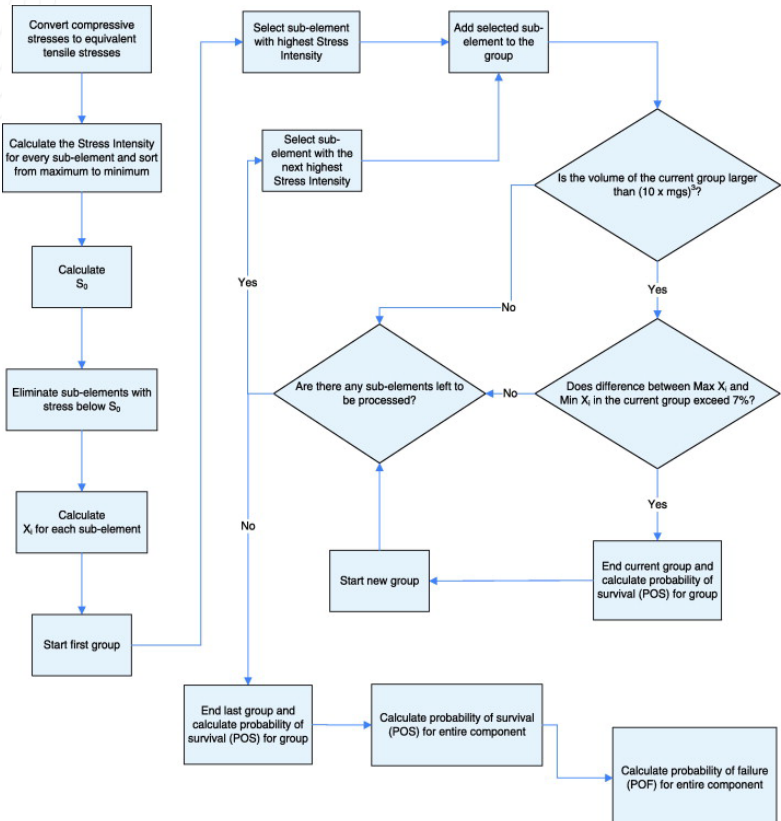 Convert compressive
stresses to equivalent
tensile stresses
Calculate the Stress Intensity
for every sub-element and sort
from maximum to minimum
Calculate
S₀
Eliminate sub-elements with
stress below S₀
Calculate
Xᵢ for each sub-element
Start first group
Select sub-element
with highest Stress
Intensity
Add selected sub-
element to the
group
Select sub-
element with the
next highest
Stress Intensity
Is the volume of the current group larger
than (10 x mgs)³?
Yes
No
Yes
Are there any sub-elements left to
be processed?
No
Does difference between Max Xᵢ and
Min Xᵢ in the current group exceed 7%?
Yes
No
End current group and
calculate probability of
survival (POS) for group
Start new group
End last group and
calculate probability of
survival (POS) for group
Calculate probability of survival
(POS) for entire component
Calculate probability of failure
(POF) for entire component